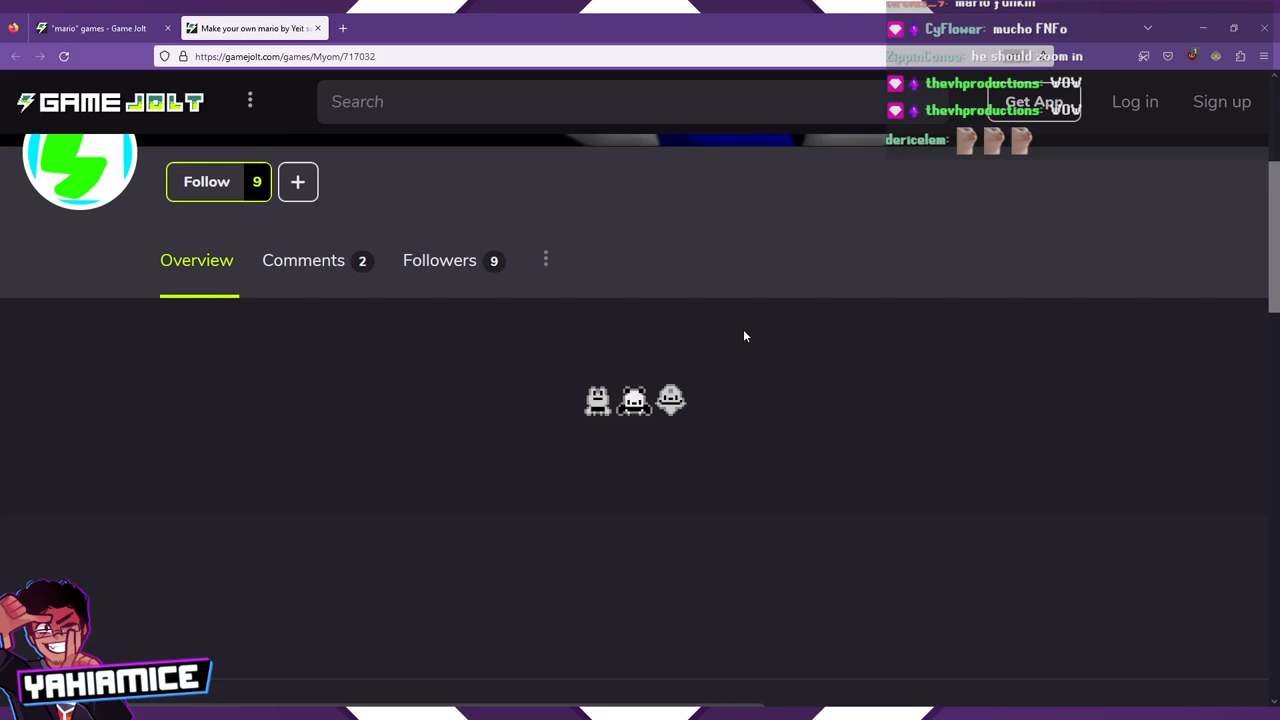 mario funkin
"mario" games - Game Jolt
Make your own mario by Yeit s
CyFlower: mucho FNFo
https://gamejolt.com/games/Myom/717032
he should zoom in
thevhproductions: WOW
GAME JOLT
Search
Get App
Log in
Sign up
thevhproductions: WOW
dericelem:
Follow 9
Overview
Comments 2
Followers 9
YAHIAMICE